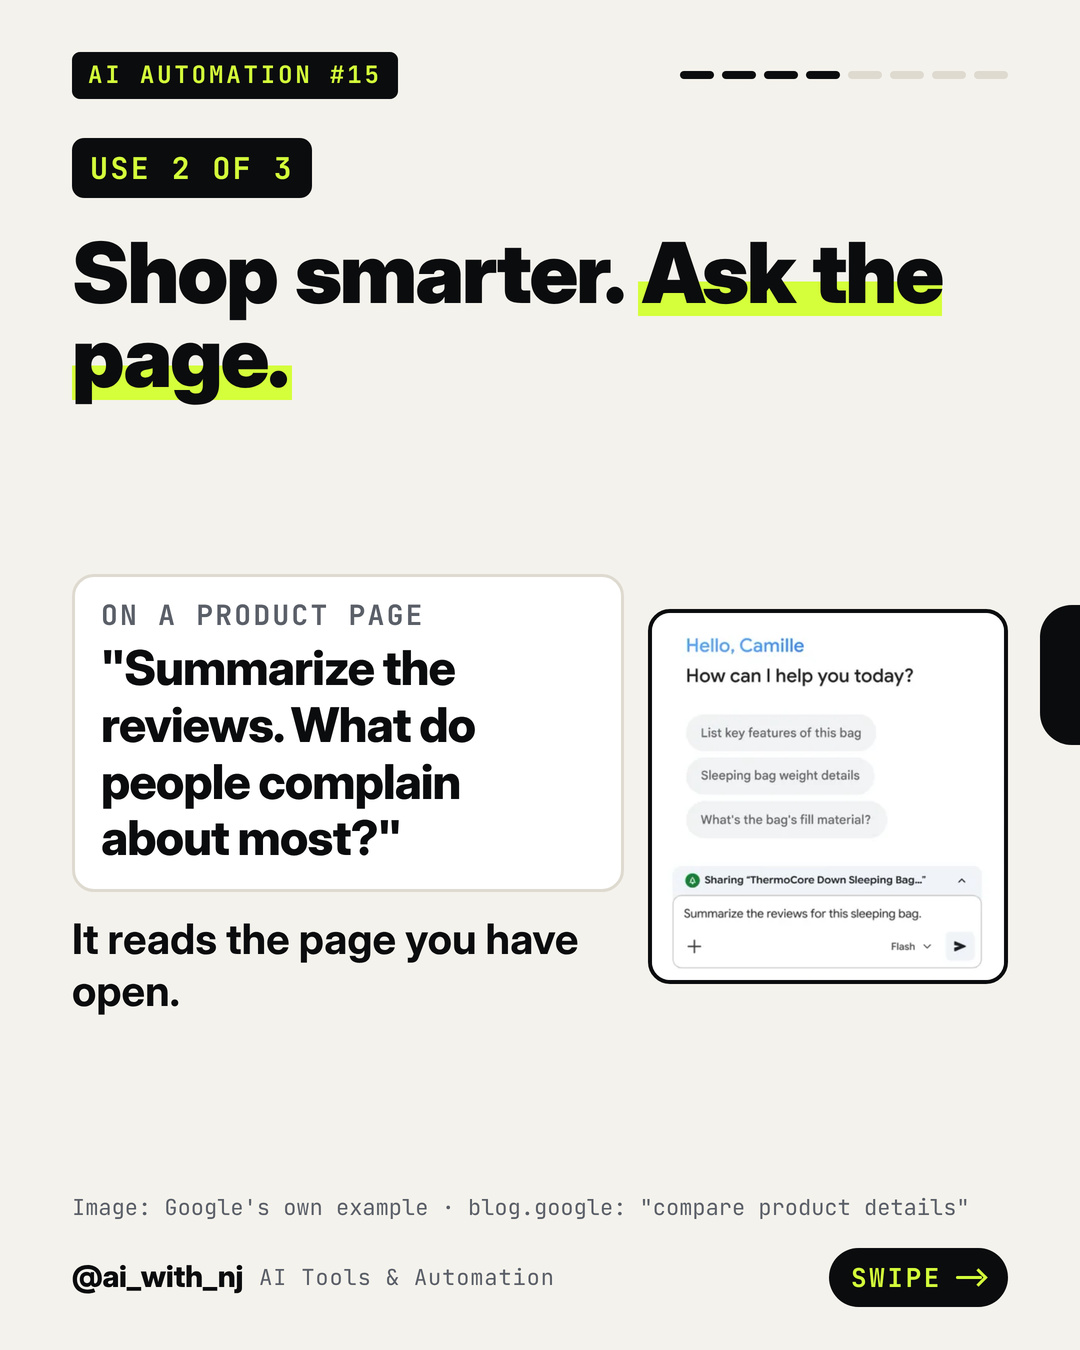 AI AUTOMATION #15
USE 2 OF 3
Shop smarter. Ask the
page.
ON A PRODUCT PAGE
"Summarize the
reviews. What do
people complain
about most?"
It reads the page you have
open.
Hello, Camille
How can I help you today?
List key features of this bag
Sleeping bag weight details
What's the bag's fill material?
Sharing "ThermoCore Down Sleeping Bag..."
Summarize the reviews for this sleeping bag.
Flash
Image: Google's own example · blog.google: "compare product details"
@ai_with_nj AI Tools & Automation
SWIPE →